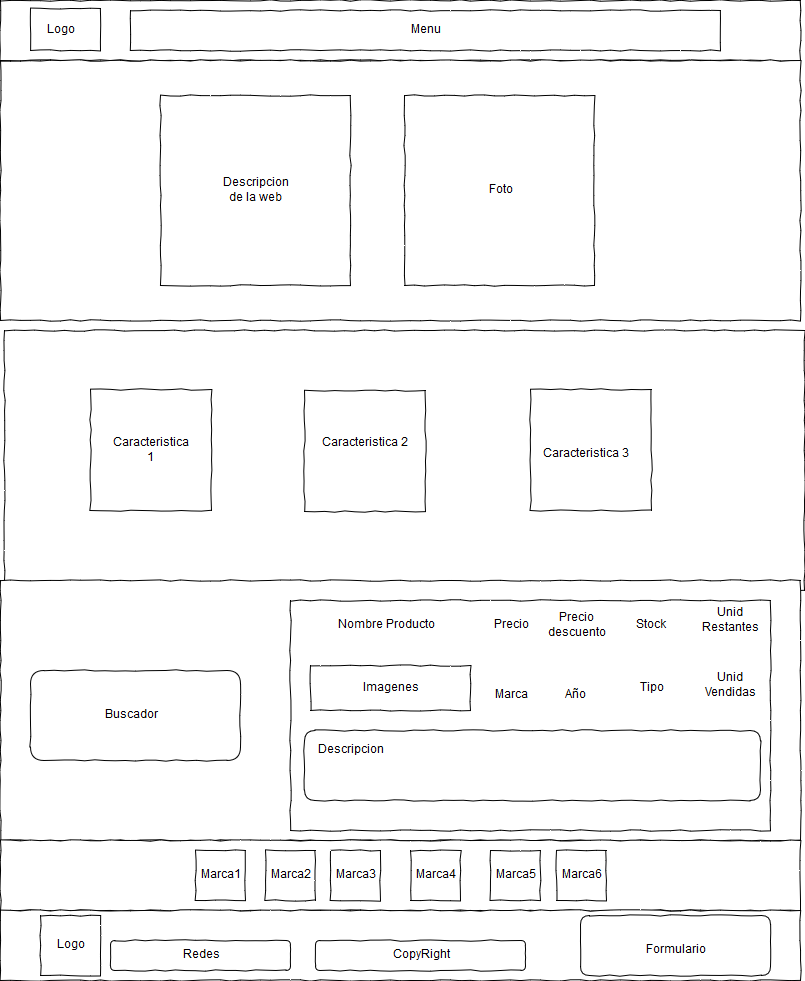 Logo
Menu
Descripcion
de la web
Foto
Caracteristica
1
Caracteristica 2
Caracteristica 3
Nombre Producto
Precio
Precio
descuento
Stock
Unid
Restantes
Imagenes
Marca
Año
Tipo
Unid
Vendidas
Buscador
Descripcion
Marca1
Marca2
Marca3
Marca4
Marca5
Marca6
Logo
Redes
CopyRight
Formulario